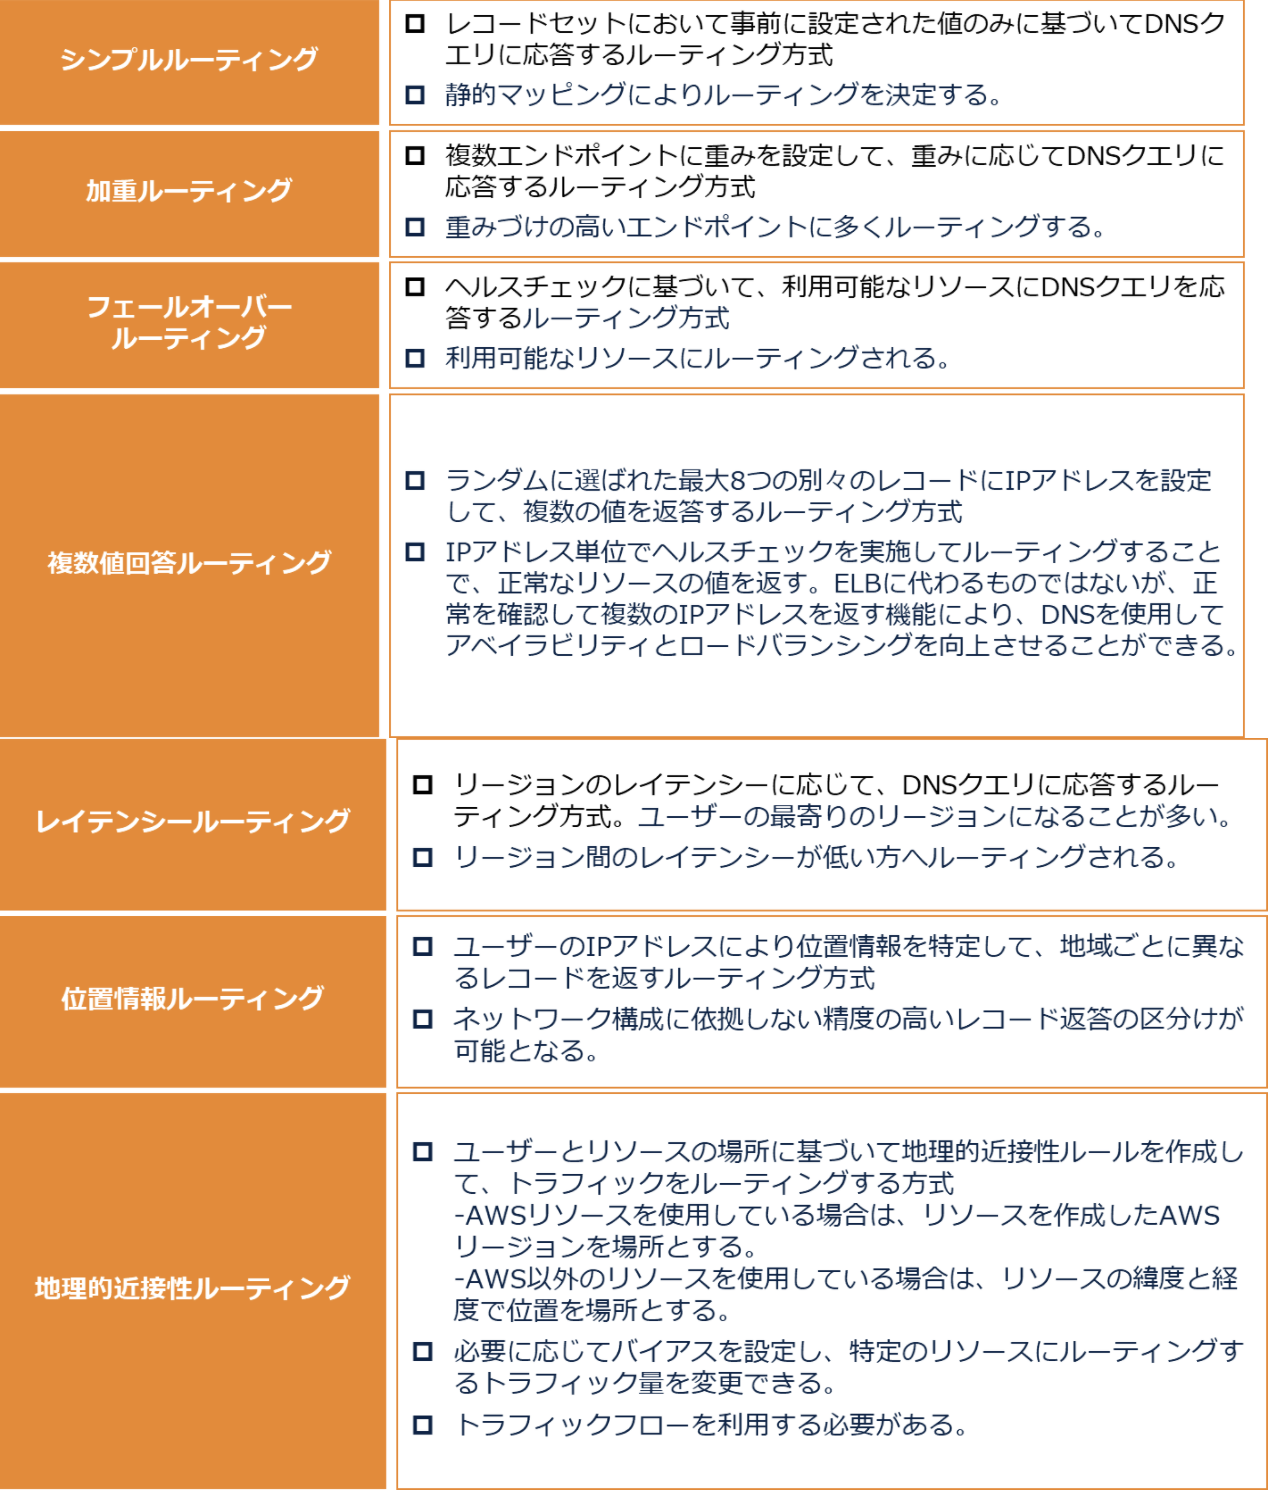 シンプルルーティング
レコードセットにおいて事前に設定された値のみに基づいてDNSク
エリに応答するルーティング方式
静的マッピングによりルーティングを決定する。
加重ルーティング
複数エンドポイントに重みを設定して、重みに応じてDNSクエリに
応答するルーティング方式
重みづけの高いエンドポイントに多くルーティングする。
フェールオーバー
ルーティング
ヘルスチェックに基づいて、利用可能なリソースにDNSクエリを応
答するルーティング方式
利用可能なリソースにルーティングされる。
複数値回答ルーティング
ランダムに選ばれた最大8つの別々のレコードにIPアドレスを設定
して、複数の値を返答するルーティング方式
IPアドレス単位でヘルスチェックを実施してルーティングすること
で、正常なリソースの値を返す。ELBに代わるものではないが、正
常を確認して複数のIPアドレスを返す機能により、DNSを使用して
アベイラビリティとロードバランシングを向上させることができる。
レイテンシールーティング
リージョンのレイテンシーに応じて、DNSクエリに応答するルー
ティング方式。ユーザーの最寄りのリージョンになることが多い。
リージョン間のレイテンシーが低い方へルーティングされる。
位置情報ルーティング
ユーザーのIPアドレスにより位置情報を特定して、地域ごとに異な
るレコードを返すルーティング方式
ネットワーク構成に依拠しない精度の高いレコード返答の区分けが
可能となる。
地理的近接性ルーティング
ユーザーとリソースの場所に基づいて地理的近接性ルールを作成し
て、トラフィックをルーティングする方式
-AWSリソースを使用している場合は、リソースを作成したAWS
リージョンを場所とする。
-AWS以外のリソースを使用している場合は、リソースの緯度と経
度で位置を場所とする。
必要に応じてバイアスを設定し、特定のリソースにルーティングす
るトラフィック量を変更できる。
トラフィックフローを利用する必要がある。